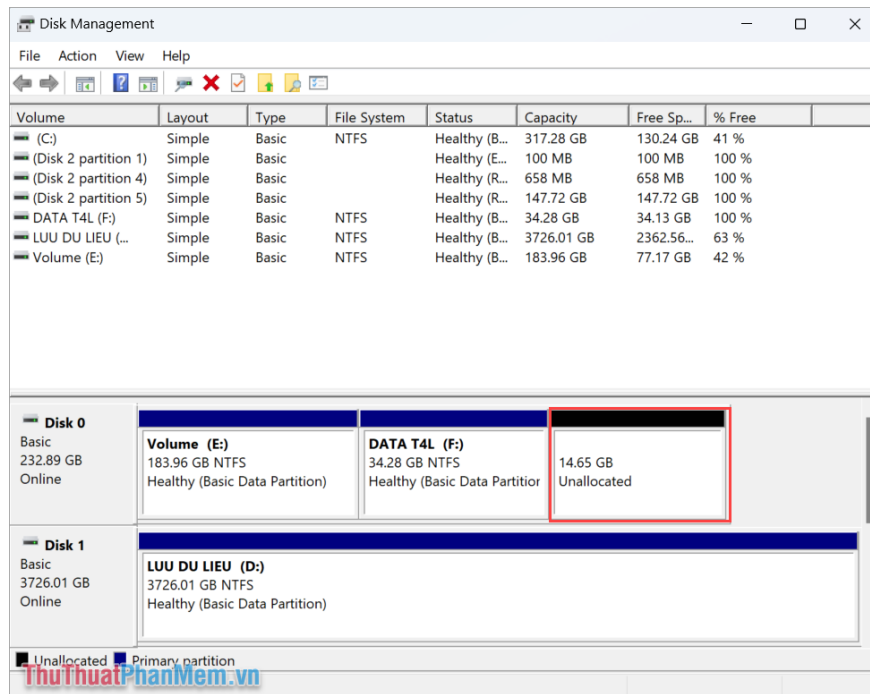 Disk Management
File Action View Help
Volume Layout Type File System Status Capacity Free Sp... % Free
(C:) Simple Basic NTFS Healthy (B... 317.28 GB 130.24 GB 41 %
(Disk 2 partition 1) Simple Basic Healthy (E... 100 MB 100 MB 100 %
(Disk 2 partition 4) Simple Basic Healthy (R... 658 MB 658 MB 100 %
(Disk 2 partition 5) Simple Basic Healthy (R... 147.72 GB 147.72 GB 100 %
DATA T4L (F:) Simple Basic NTFS Healthy (B... 34.28 GB 34.13 GB 100 %
LUU DU LIEU (... Simple Basic NTFS Healthy (B... 3726.01 GB 2362.56... 63 %
Volume (E:) Simple Basic NTFS Healthy (B... 183.96 GB 77.17 GB 42 %
Disk 0
Basic
232.89 GB
Online
Volume (E:)
183.96 GB NTFS
Healthy (Basic Data Partition)
DATA T4L (F:)
34.28 GB NTFS
Healthy (Basic Data Partitior
14.65 GB
Unallocated
Disk 1
Basic
3726.01 GB
Online
LUU DU LIEU (D:)
3726.01 GB NTFS
Healthy (Basic Data Partition)
Unallocated Primary partition
ThuThuatPhanMem.vn